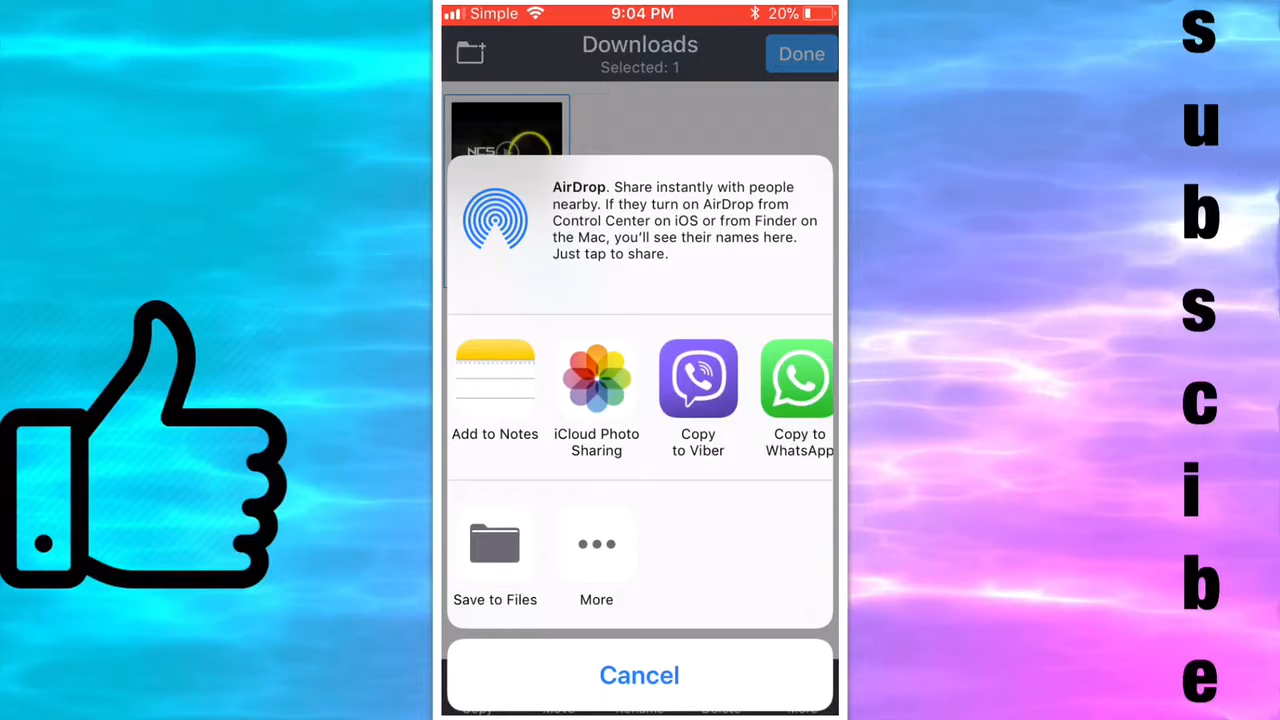 Simple
9:04 PM
20%
Downloads
Selected: 1
Done
NCS
AirDrop. Share instantly with people
nearby. If they turn on AirDrop from
Control Center on iOS or from Finder on
the Mac, you'll see their names here.
Just tap to share.
Add to Notes
iCloud Photo
Sharing
Copy
to Viber
Copy to
WhatsApp
Save to Files
More
Cancel
s
u
b
s
c
i
b
e